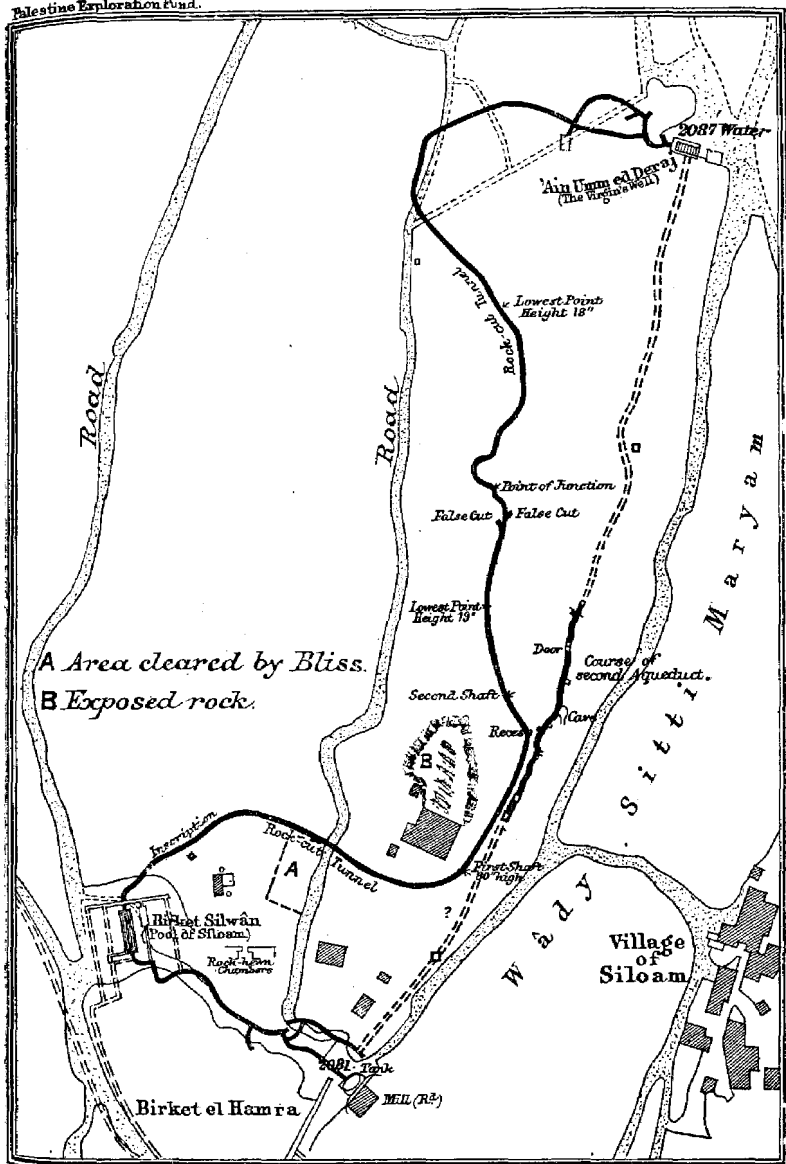 Palestine Exploration Fund.
2087 Water
'Ain Umm ed Deraj
(The Virgin's Well)
Rock-cut Tunnel
Lowest Point
Height 18"
Road
Road
Point of Junction
False Cut
False Cut
Lowest Point
Height 19"
Door
Course of
second Aqueduct.
A Area cleared by Bliss.
B Exposed rock.
Second Shaft
Cave
Recess
B
Sitti Maryam
Inscription
Rock-cut Tunnel
A
First Shaft
?
Wâdy
Birket Silwân
(Pool of Siloam)
Rock-hewn
Chambers
Village
of
Siloam
2081
Tank
Birket el Hamra
Mill (Rd.)